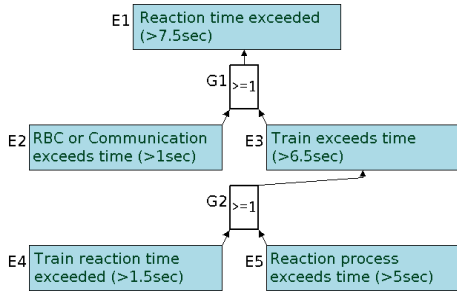 E1 Reaction time exceeded
(>7.5sec)
G1
>=1
E2 RBC or Communication
exceeds time (>1sec)
E3 Train exceeds time
(>6.5sec)
G2
>=1
E4 Train reaction time
exceeded (>1.5sec)
E5 Reaction process
exceeds time (>5sec)